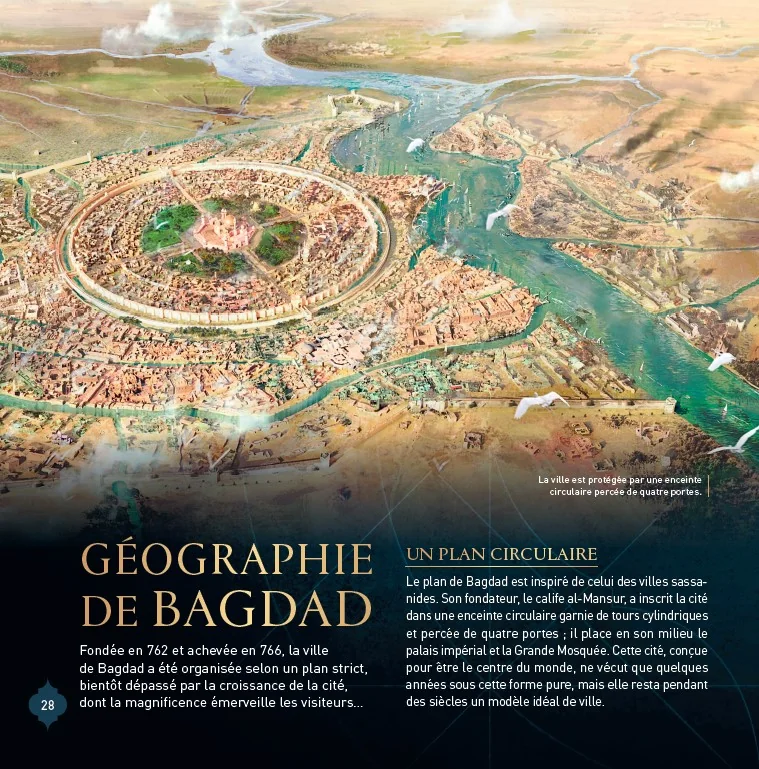 La ville est protégée par une enceinte
circulaire percée de quatre portes.
GÉOGRAPHIE
DE BAGDAD
Fondée en 762 et achevée en 766, la ville
de Bagdad a été organisée selon un plan strict,
bientôt dépassé par la croissance de la cité,
dont la magnificence émerveille les visiteurs...
UN PLAN CIRCULAIRE
Le plan de Bagdad est inspiré de celui des villes sassa-
nides. Son fondateur, le calife al-Mansur, a inscrit la cité
dans une enceinte circulaire garnie de tours cylindriques
et percée de quatre portes ; il place en son milieu le
palais impérial et la Grande Mosquée. Cette cité, conçue
pour être le centre du monde, ne vécut que quelques
années sous cette forme pure, mais elle resta pendant
des siècles un modèle idéal de ville.
28